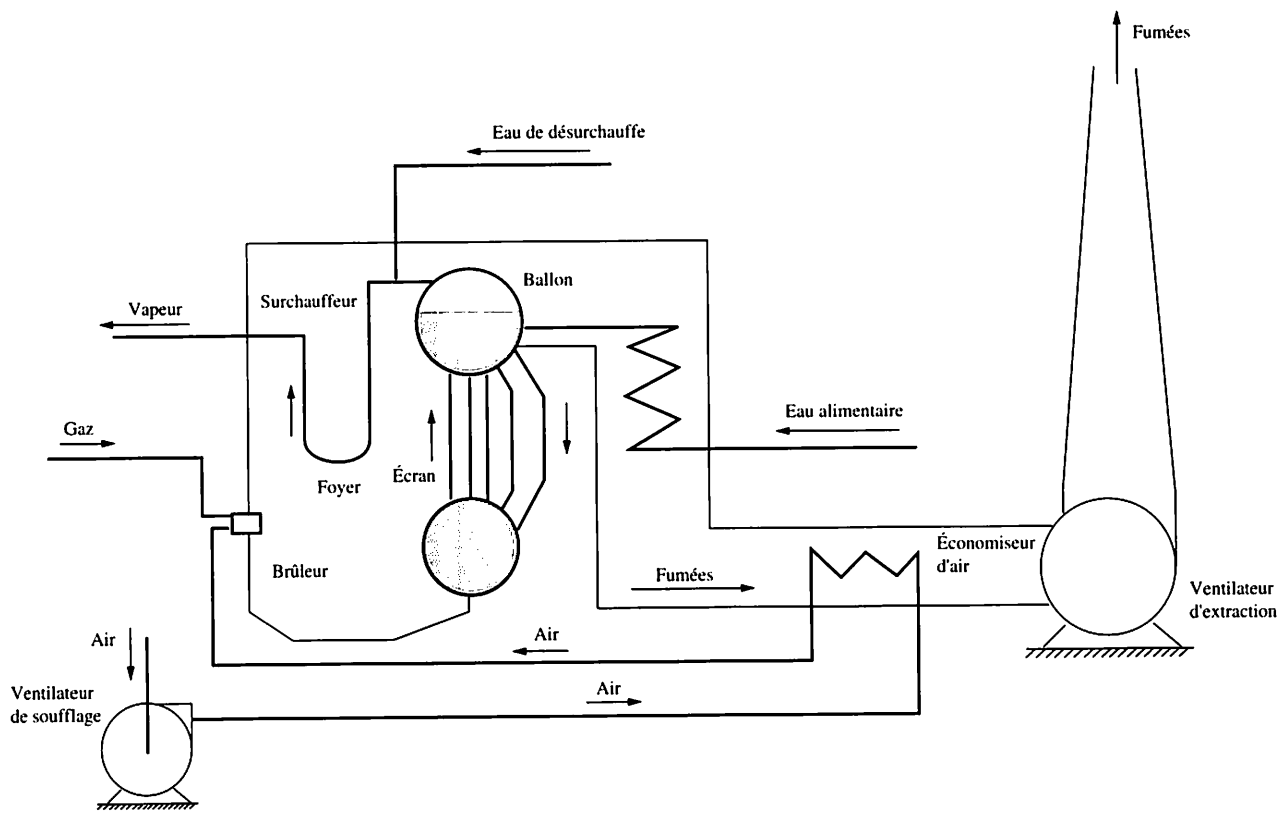 Fumées
Eau de désurchauffe
Ballon
Surchauffeur
Vapeur
Eau alimentaire
Gaz
Écran
Foyer
Économiseur
d'air
Brûleur
Fumées
Ventilateur
d'extraction
Air
Air
Ventilateur
de soufflage
Air